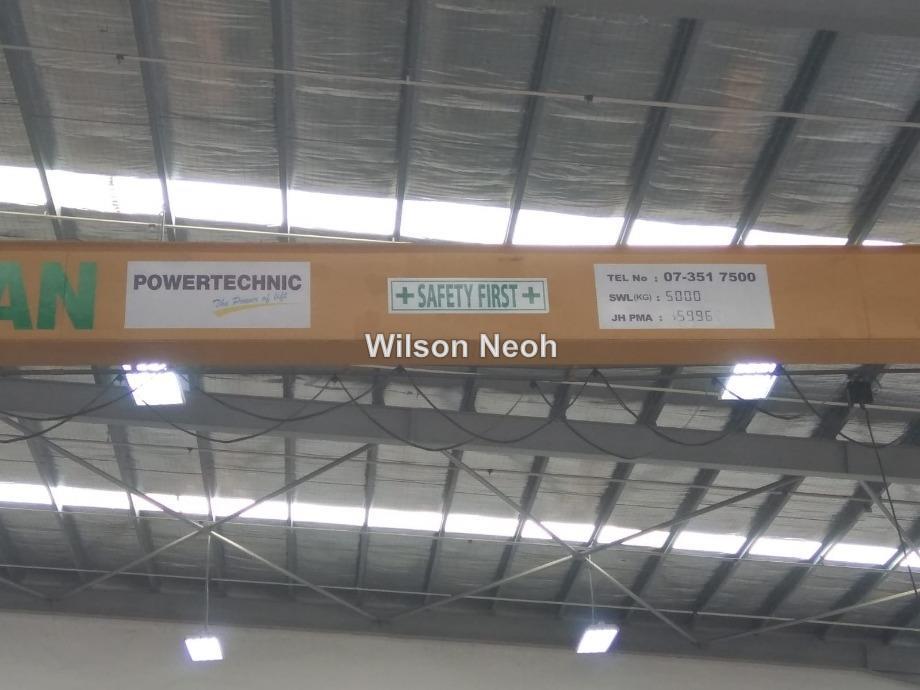 AN
POWERTECHNIC
The Power of lift
+ SAFETY FIRST +
TEL No : 07-351 7500
SWL(KG) : 5000
JH PMA :
Wilson Neoh